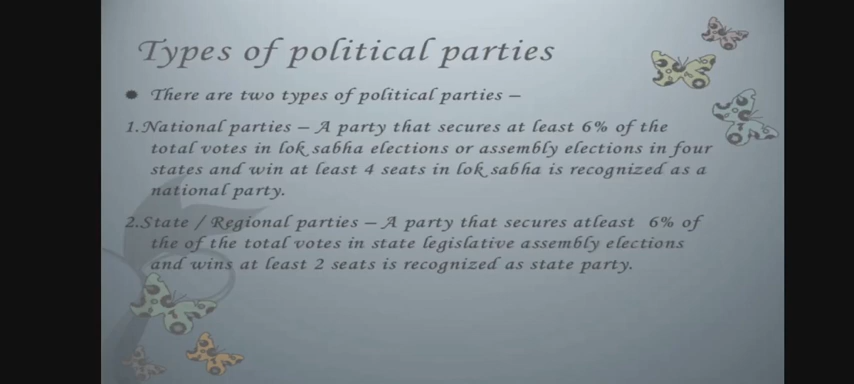 Types of political parties
There are two types of political parties –
1.National parties – A party that secures at least 6% of the
total votes in lok sabha elections or assembly elections in four
states and win at least 4 seats in lok sabha is recognized as a
national party.
2.State / Regional parties – A party that secures atleast 6% of
the of the total votes in state legislative assembly elections
and wins at least 2 seats is recognized as state party.